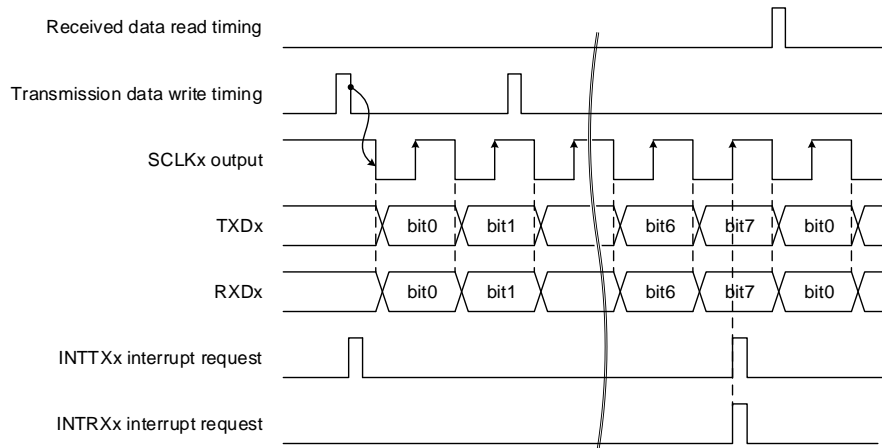 Received data read timing
Transmission data write timing
SCLKx output
TXDx bit0 bit1 bit6 bit7 bit0
RXDx bit0 bit1 bit6 bit7 bit0
INTTXx interrupt request
INTRXx interrupt request